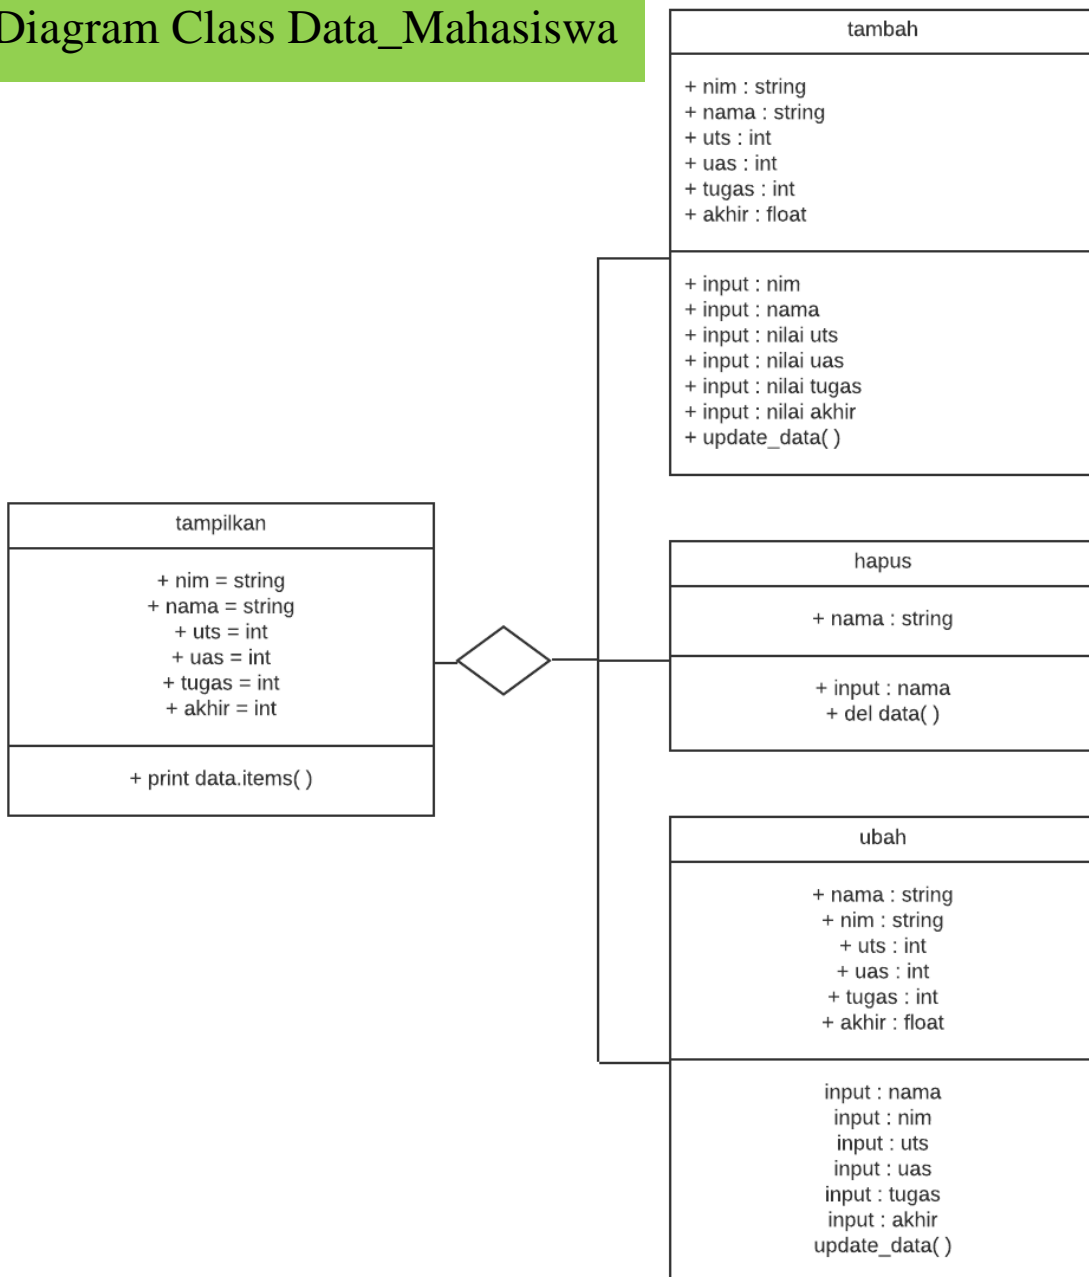 Diagram Class Data_Mahasiswa
tambah
+ nim : string
+ nama : string
+ uts : int
+ uas : int
+ tugas : int
+ akhir : float
+ input : nim
+ input : nama
+ input : nilai uts
+ input : nilai uas
+ input : nilai tugas
+ input : nilai akhir
+ update_data( )
tampilkan
+ nim = string
+ nama = string
+ uts = int
+ uas = int
+ tugas = int
+ akhir = int
+ print data.items( )
hapus
+ nama : string
+ input : nama
+ del data( )
ubah
+ nama : string
+ nim : string
+ uts : int
+ uas : int
+ tugas : int
+ akhir : float
input : nama
input : nim
input : uts
input : uas
input : tugas
input : akhir
update_data( )